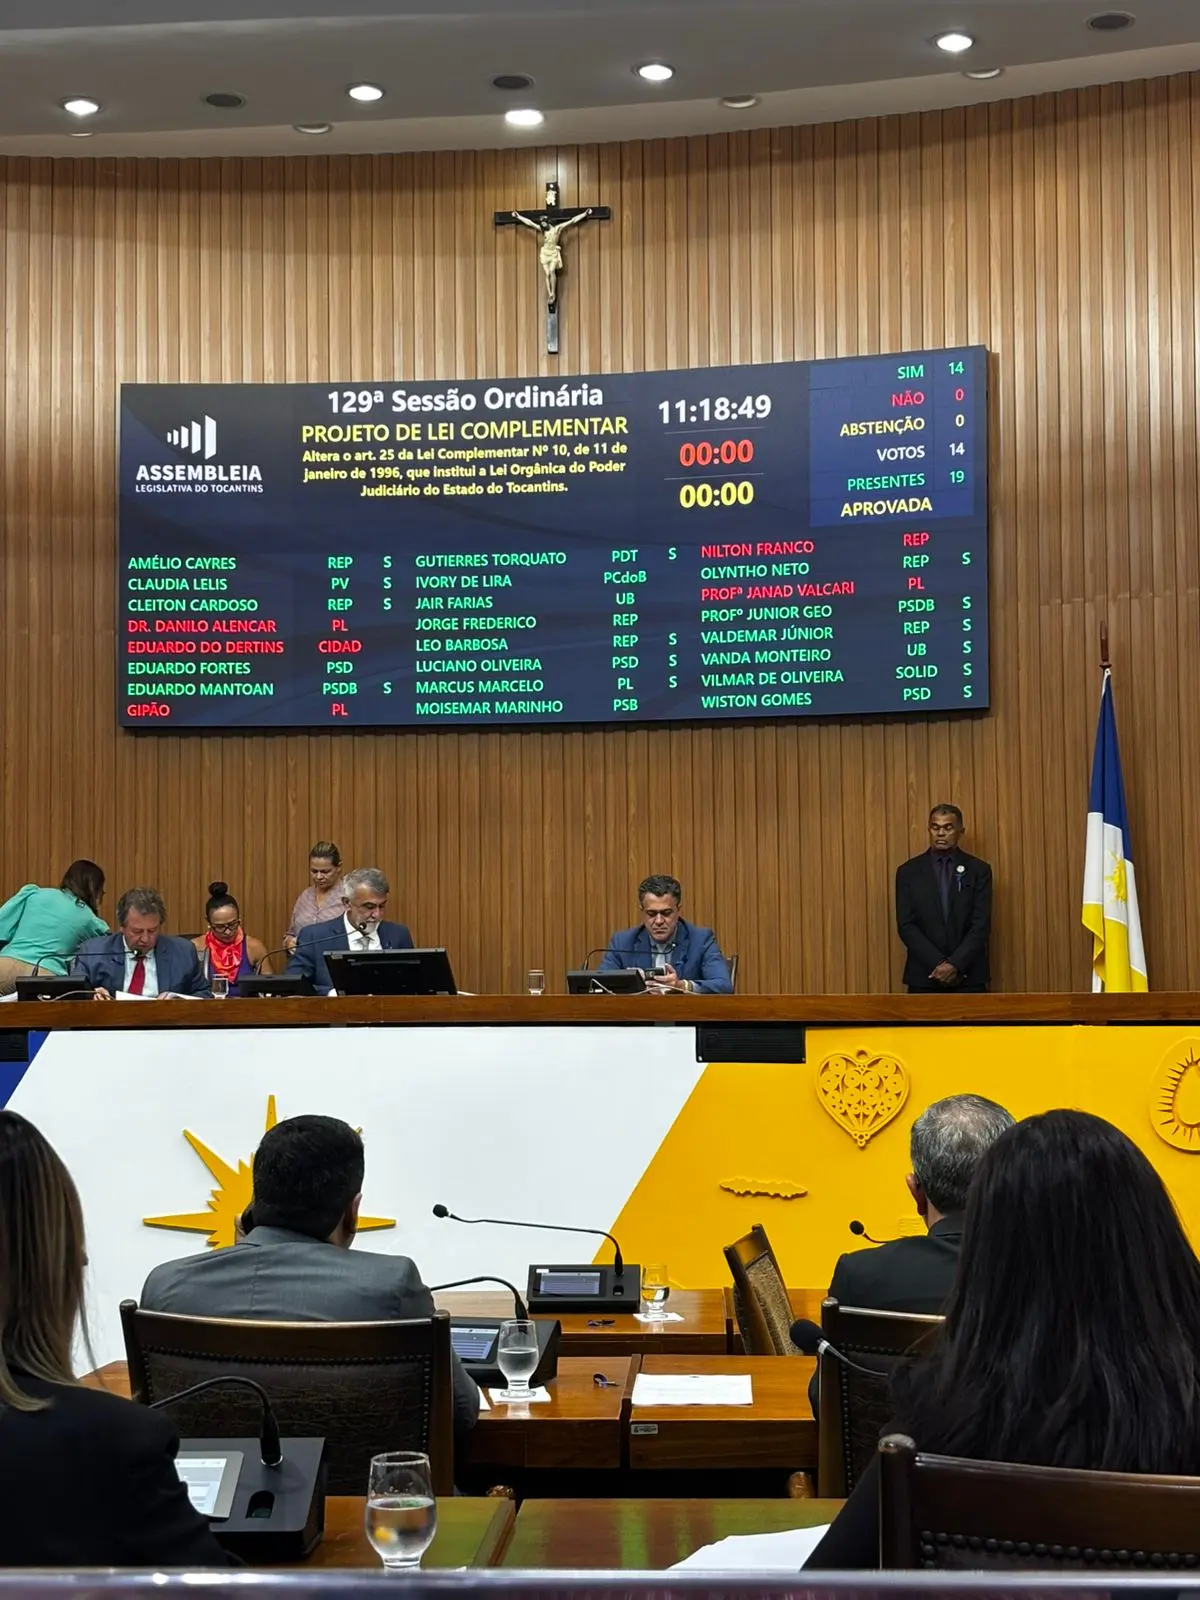 129ª Sessão Ordinária
PROJETO DE LEI COMPLEMENTAR
Altera o art. 25 da Lei Complementar Nº 10, de 11 de
janeiro de 1996, que institui a Lei Orgânica do Poder
Judiciário do Estado do Tocantins.
ASSEMBLEIA
LEGISLATIVA DO TOCANTINS
11:18:49
00:00
00:00
SIM 14
NÃO 0
ABSTENÇÃO 0
VOTOS 14
PRESENTES 19
APROVADA
AMÉLIO CAYRES REP S
CLAUDIA LELIS PV S
CLEITON CARDOSO REP S
DR. DANILO ALENCAR PL
EDUARDO DO DERTINS CIDAD
EDUARDO FORTES PSD
EDUARDO MANTOAN PSDB S
GIPÃO PL
GUTIERRES TORQUATO PDT S
IVORY DE LIRA PCdoB
JAIR FARIAS UB
JORGE FREDERICO REP
LEO BARBOSA REP S
LUCIANO OLIVEIRA PSD S
MARCUS MARCELO PL S
MOISEMAR MARINHO PSB
NILTON FRANCO REP
OLYNTHO NETO REP S
PROFª JANAD VALCARI PL
PROFº JUNIOR GEO PSDB S
VALDEMAR JÚNIOR REP S
VANDA MONTEIRO UB S
VILMAR DE OLIVEIRA SOLID S
WISTON GOMES PSD S